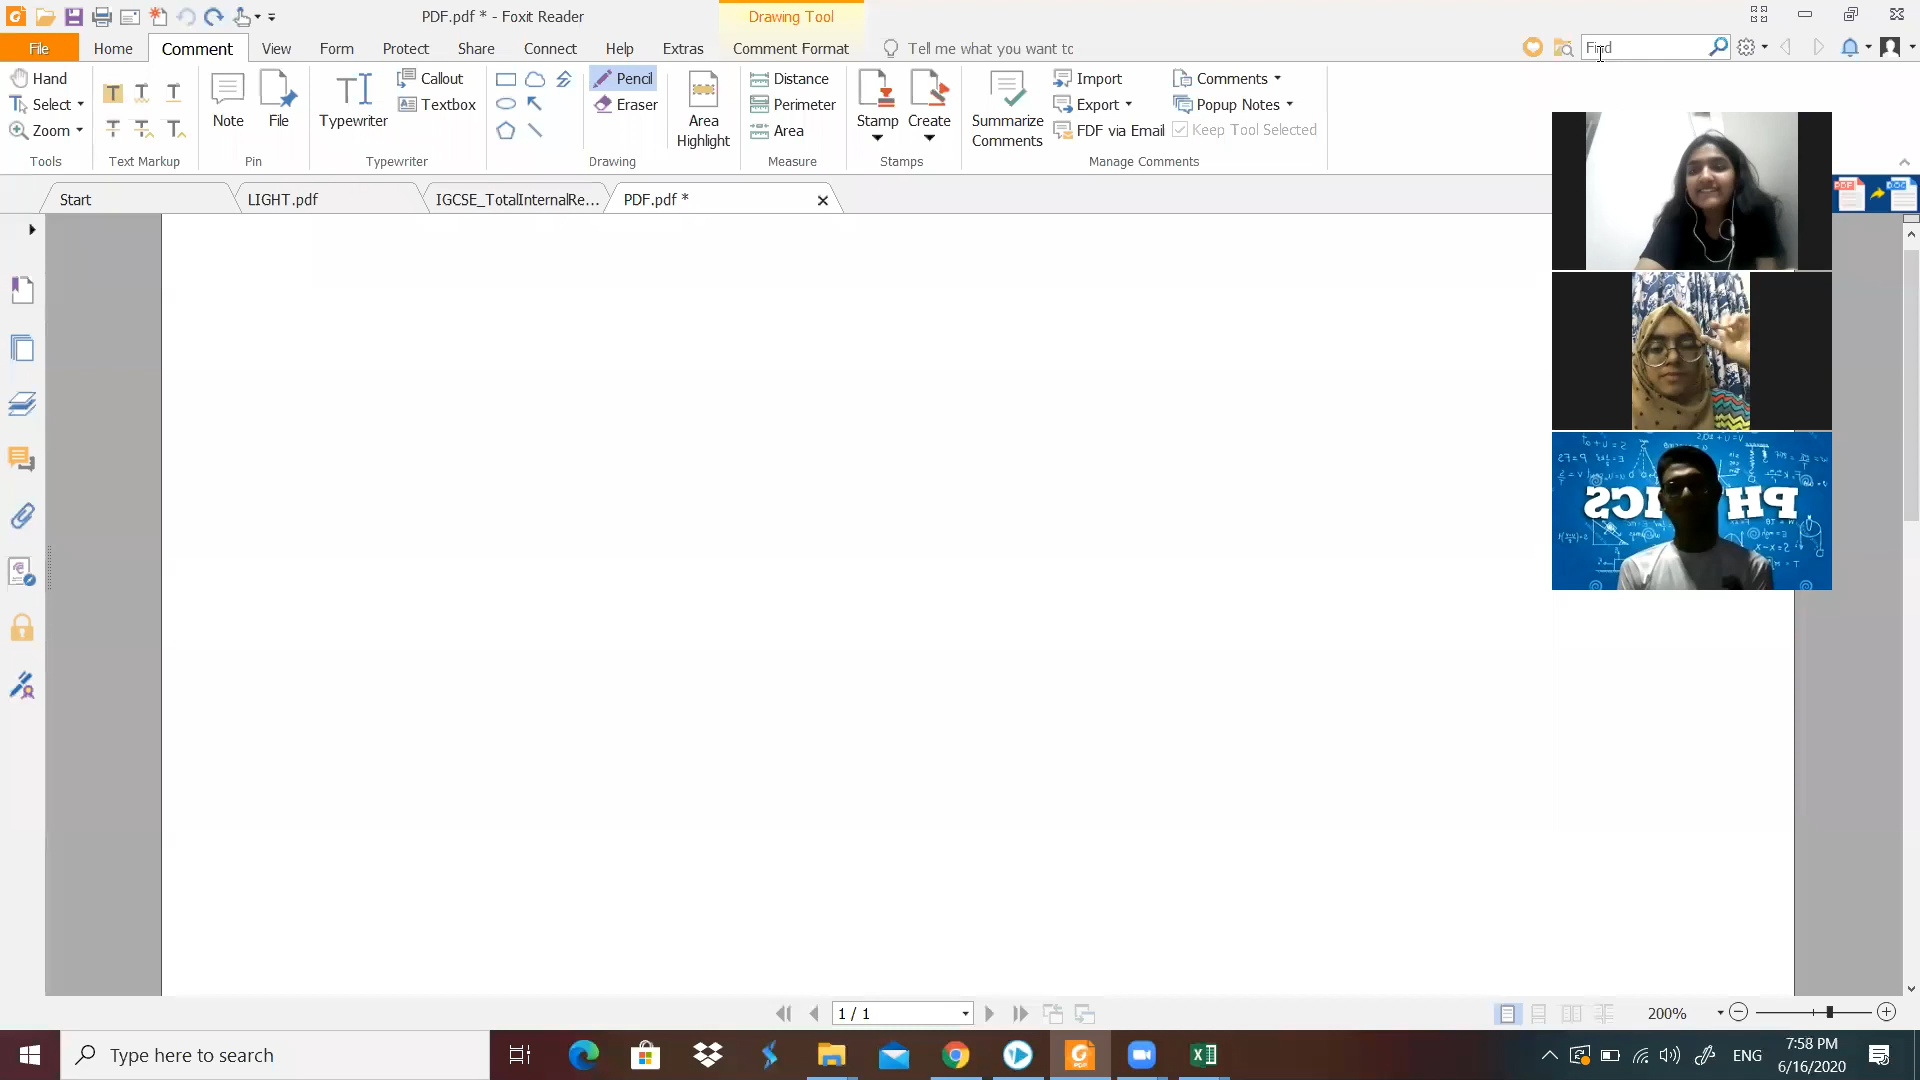 PDF.pdf * - Foxit Reader
Drawing Tool
File
Home
Comment
View
Form
Protect
Share
Connect
Help
Extras
Comment Format
Tell me what you want to
Find
Hand
Select
Zoom
Tools
Text Markup
Note
File
Pin
Typewriter
Callout
Textbox
Typewriter
Pencil
Eraser
Drawing
Area
Highlight
Distance
Perimeter
Area
Measure
Stamp
Create
Stamps
Summarize
Comments
Import
Export
FDF via Email
Comments
Popup Notes
Keep Tool Selected
Manage Comments
Start
LIGHT.pdf
IGCSE_TotalInternalRe...
PDF.pdf *
1 / 1
200%
Type here to search
ENG
7:58 PM
6/16/2020